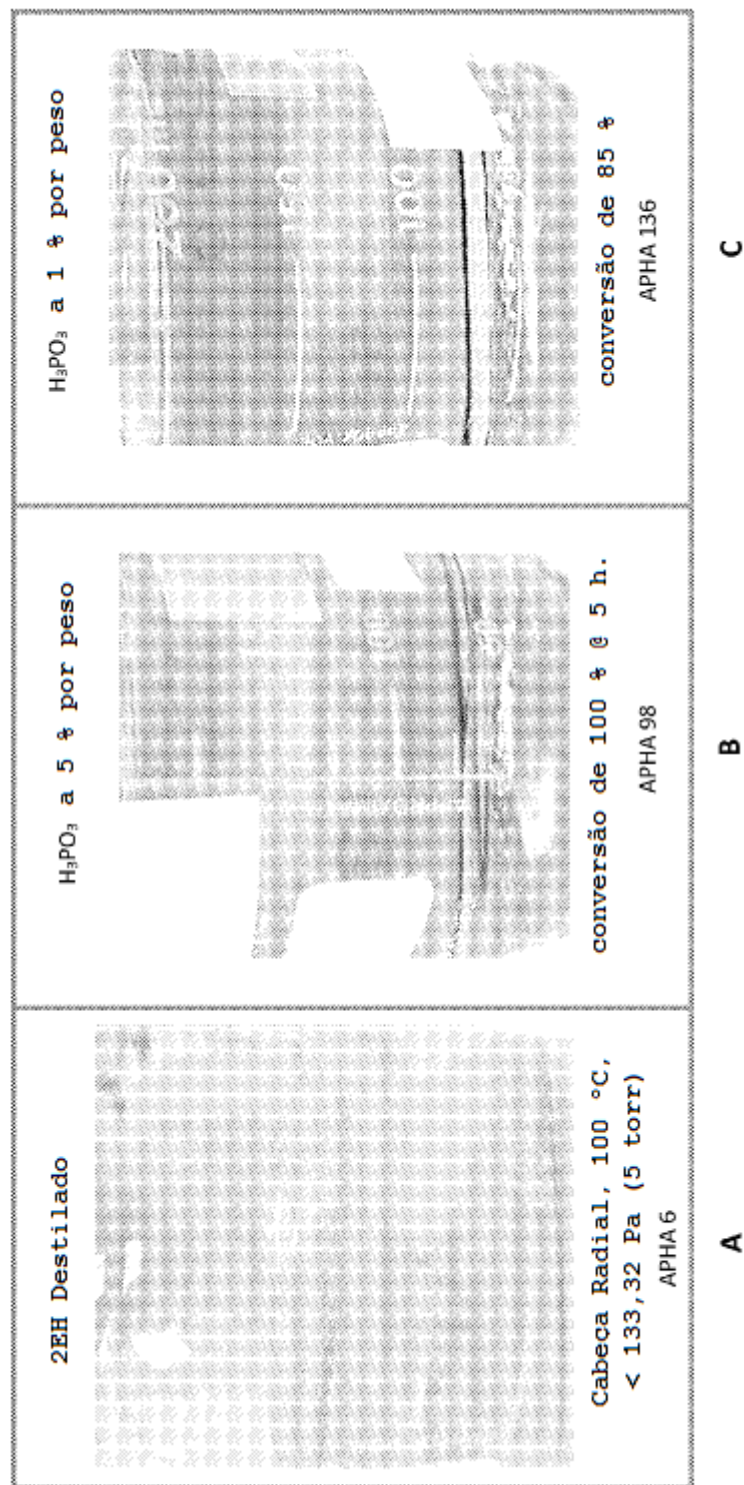 2EH Destilado
Cabeça Radial, 100 °C,
< 133,32 Pa (5 torr)
APHA 6
A
H₃PO₃ a 5 % por peso
conversão de 100 % @ 5 h.
APHA 98
B
H₃PO₃ a 1 % por peso
200
100
conversão de 85 %
APHA 136
C